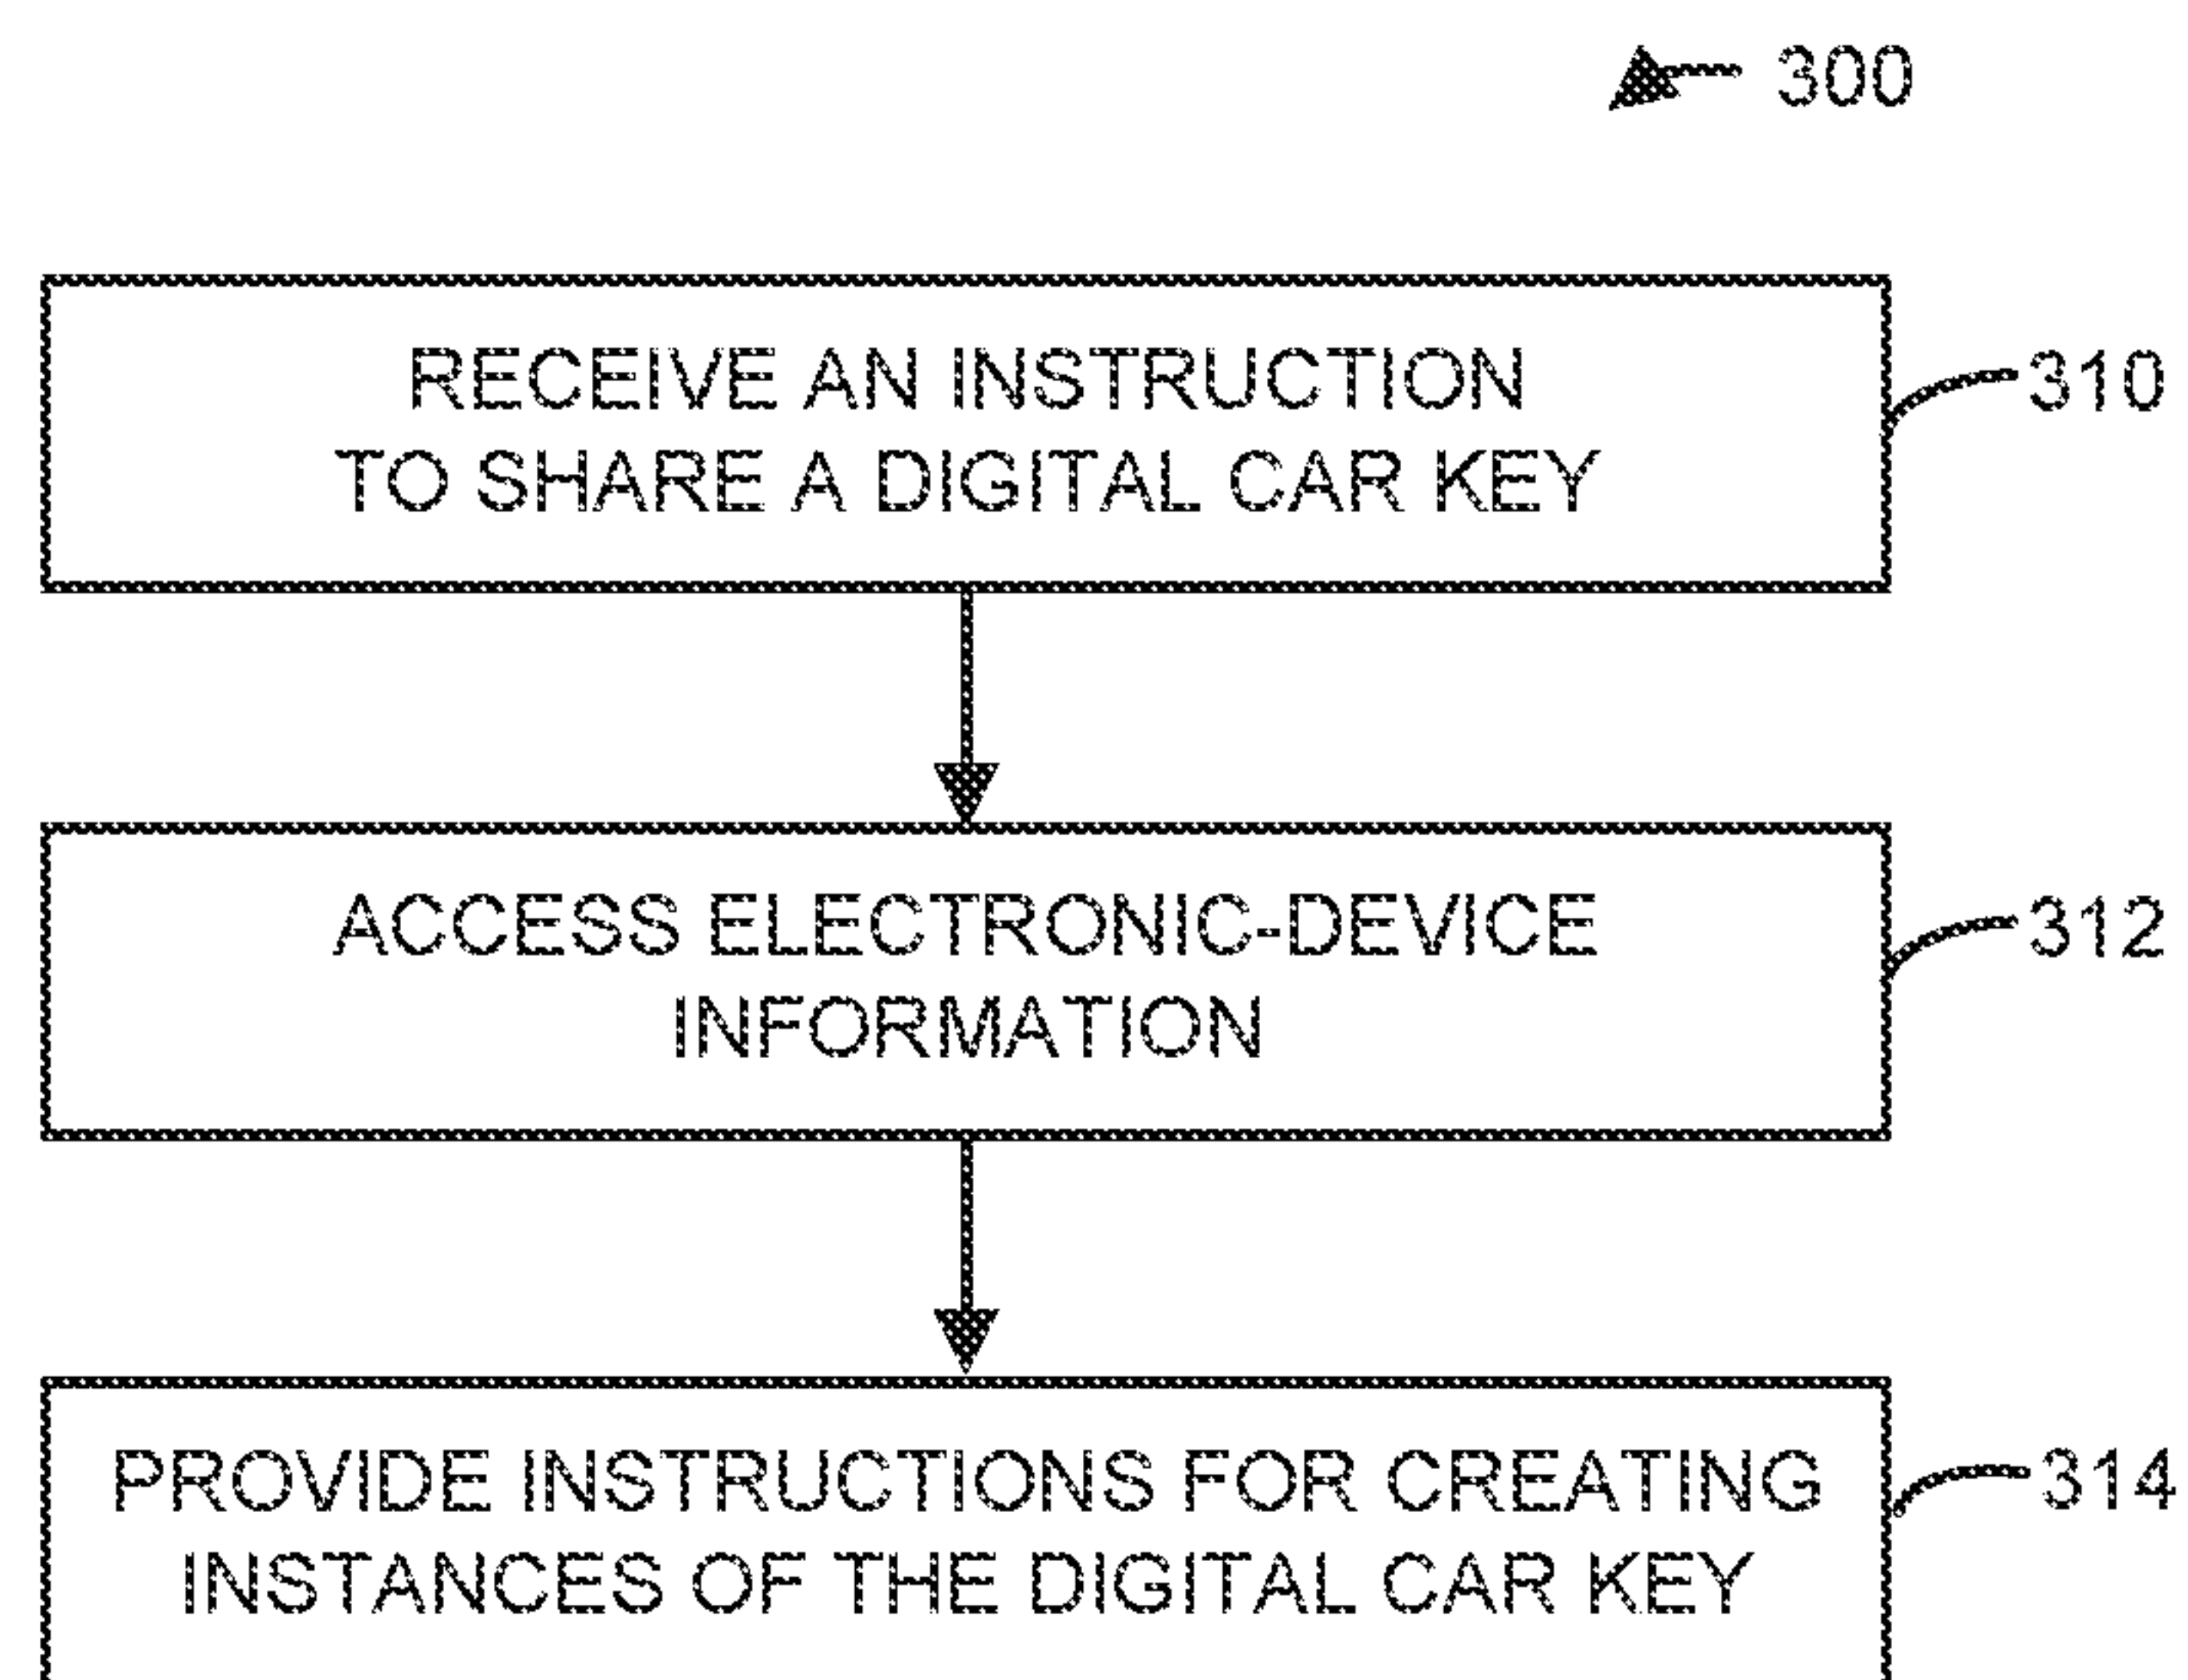 300
RECEIVE AN INSTRUCTION
TO SHARE A DIGITAL CAR KEY
310
ACCESS ELECTRONIC-DEVICE
INFORMATION
312
PROVIDE INSTRUCTIONS FOR CREATING
INSTANCES OF THE DIGITAL CAR KEY
314